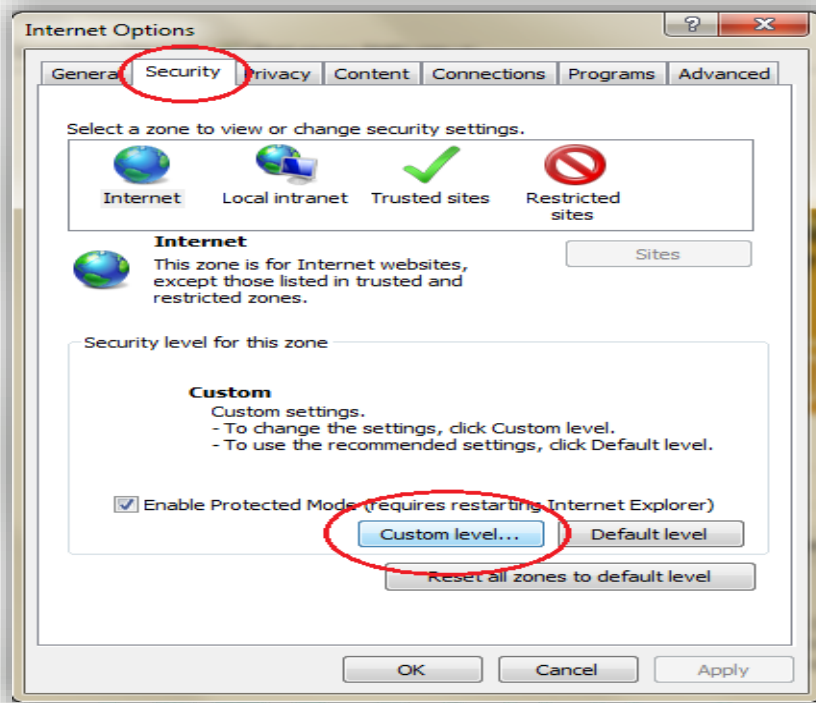 Internet Options
General Security Privacy Content Connections Programs Advanced
Select a zone to view or change security settings.
Internet Local intranet Trusted sites Restricted
sites
Internet
Sites
This zone is for Internet websites,
except those listed in trusted and
restricted zones.
Security level for this zone
Custom
Custom settings.
- To change the settings, click Custom level.
- To use the recommended settings, click Default level.
Enable Protected Mode (requires restarting Internet Explorer)
Custom level... Default level
Reset all zones to default level
OK Cancel Apply